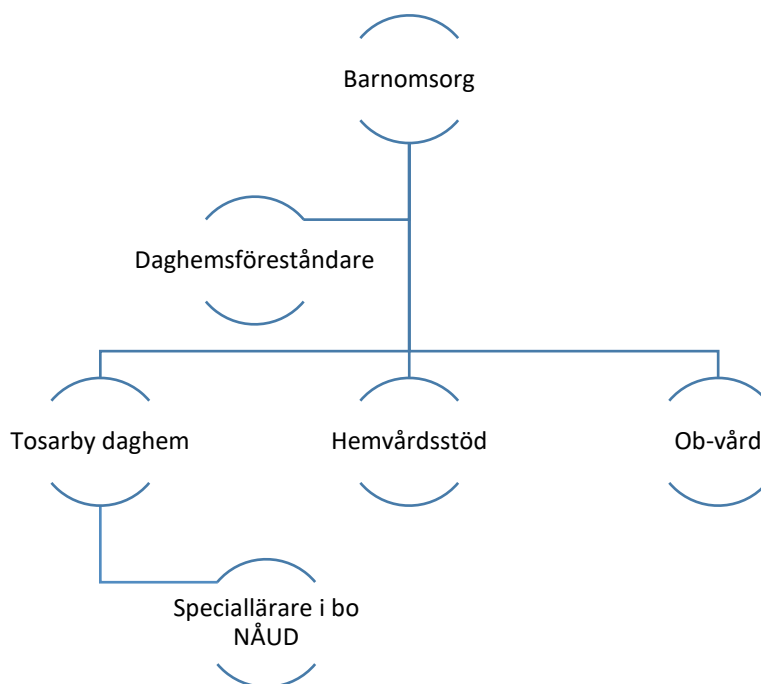 Barnomsorg
Daghemsföreståndare
Tosarby daghem
Hemvårdsstöd
Ob-vård
Speciallärare i bo
NÅUD